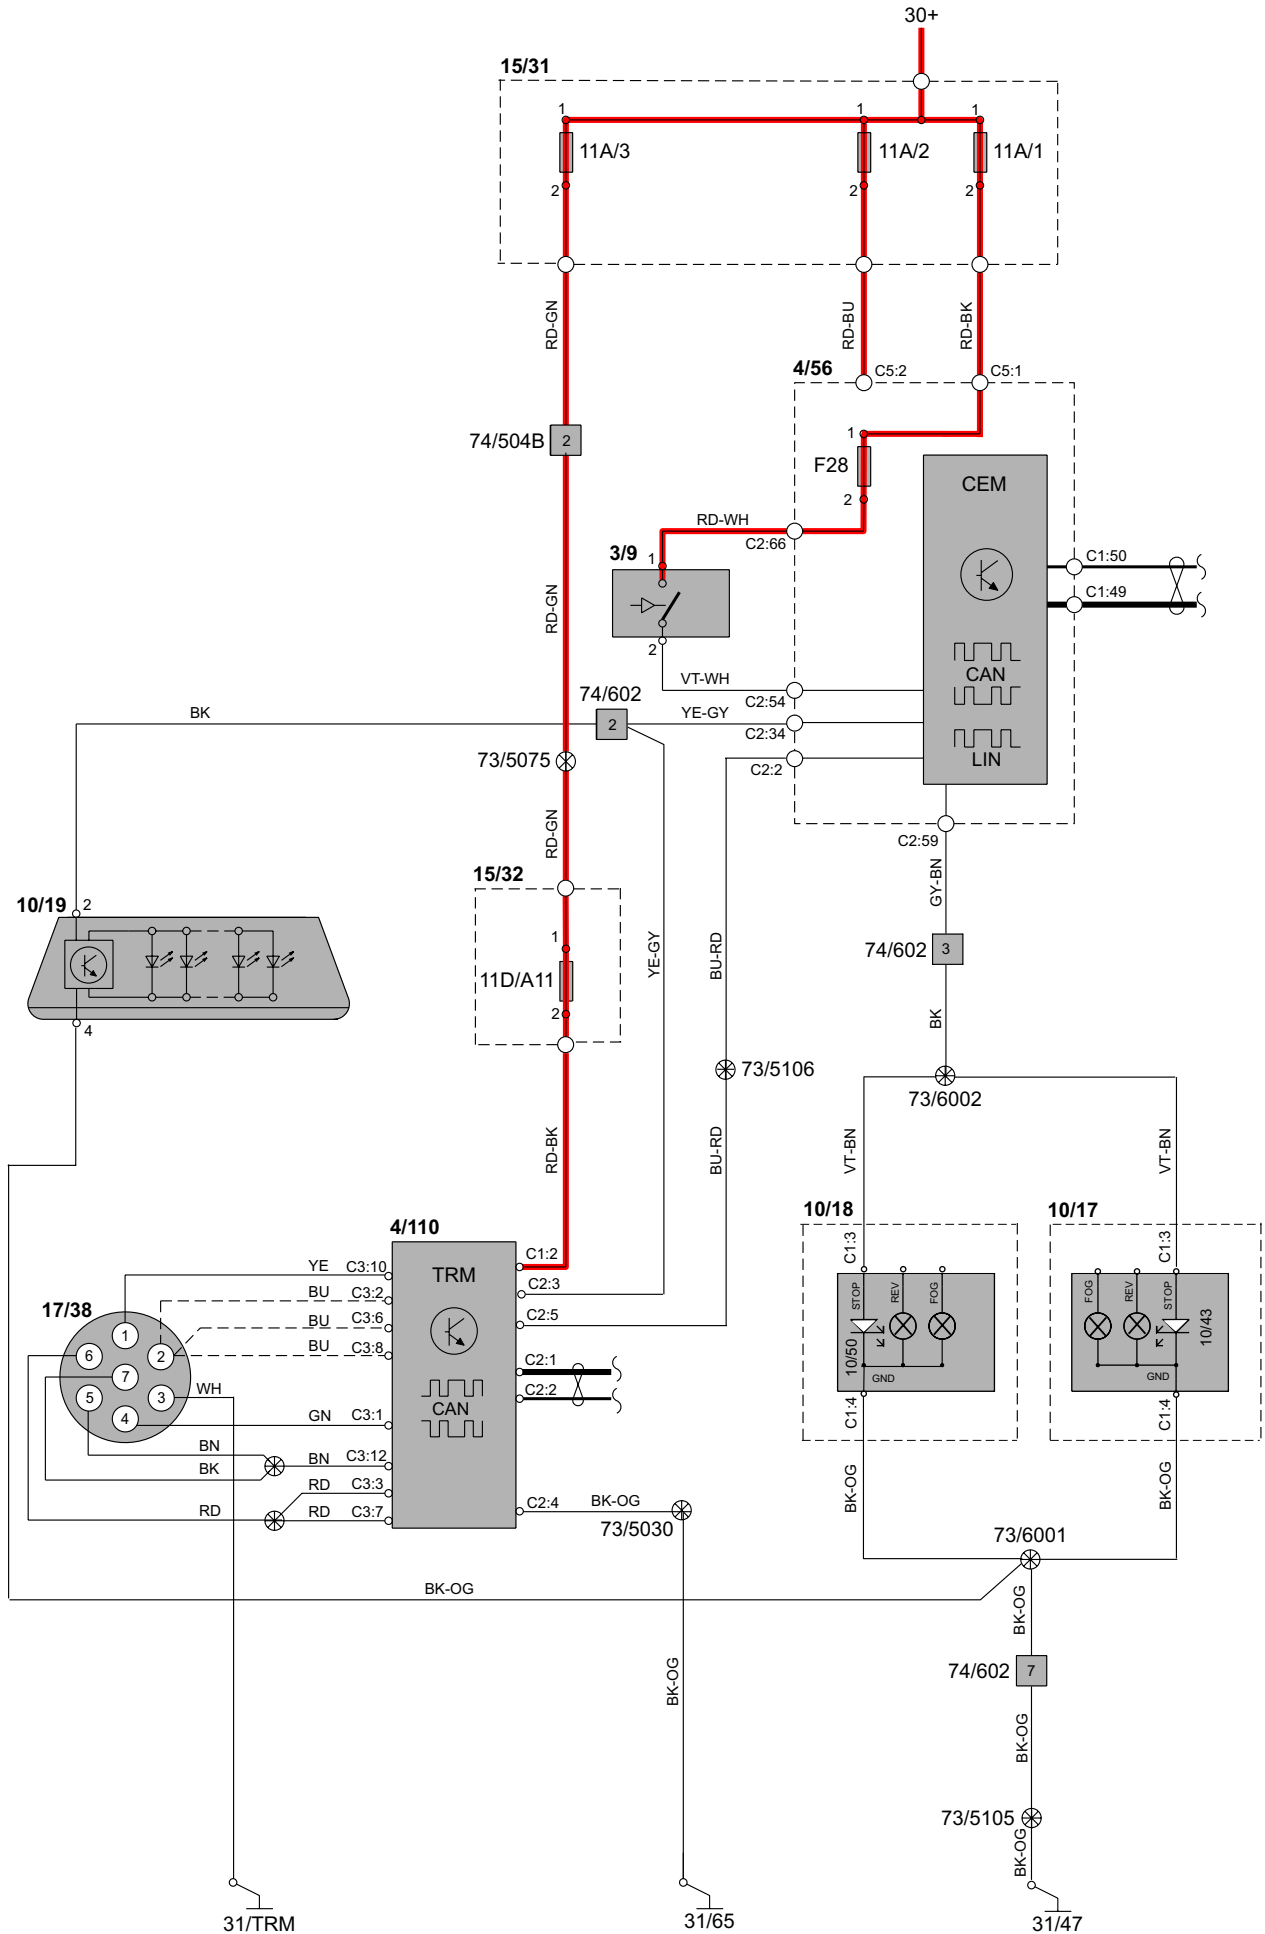 30+
15/31
1
1
1
11A/3
11A/2
11A/1
2
2
2
RD-GN
RD-BU
RD-BK
4/56
C5:2
C5:1
74/504B
2
1
F28
2
CEM
RD-WH
C2:66
3/9
1
C1:50
C1:49
RD-GN
2
VT-WH
C2:54
CAN
74/602
2
BK
YE-GY
C2:34
LIN
73/5075
C2:2
RD-GN
C2:59
GY-BN
15/32
10/19
2
1
YE-GY
BU-RD
74/602
3
11D/A11
2
4
BK
73/5106
73/6002
RD-BK
BU-RD
VT-BN
VT-BN
10/18
10/17
4/110
C1:3
C1:3
TRM
C1:2
YE
C3:10
C2:3
BU
C3:2
STOP
REV
FOG
FOG
REV
STOP
17/38
BU
C3:6
C2:5
1
10/50
10/43
BU
C3:8
6
2
C2:1
GND
GND
7
WH
C2:2
5
3
CAN
C1:4
C1:4
4
GN
C3:1
BN
BN
C3:12
BK
RD
C3:3
BK-OG
BK-OG
RD
RD
C3:7
C2:4
BK-OG
73/5030
73/6001
BK-OG
BK-OG
74/602
7
BK-OG
BK-OG
73/5105
BK-OG
31/TRM
31/65
31/47